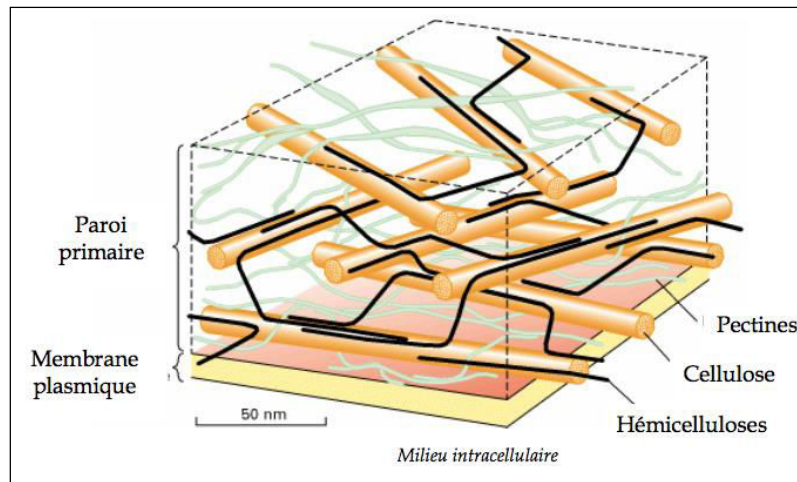 Paroi
primaire
Membrane
plasmique
50 nm
Pectines
Cellulose
Hémicelluloses
Milieu intracellulaire